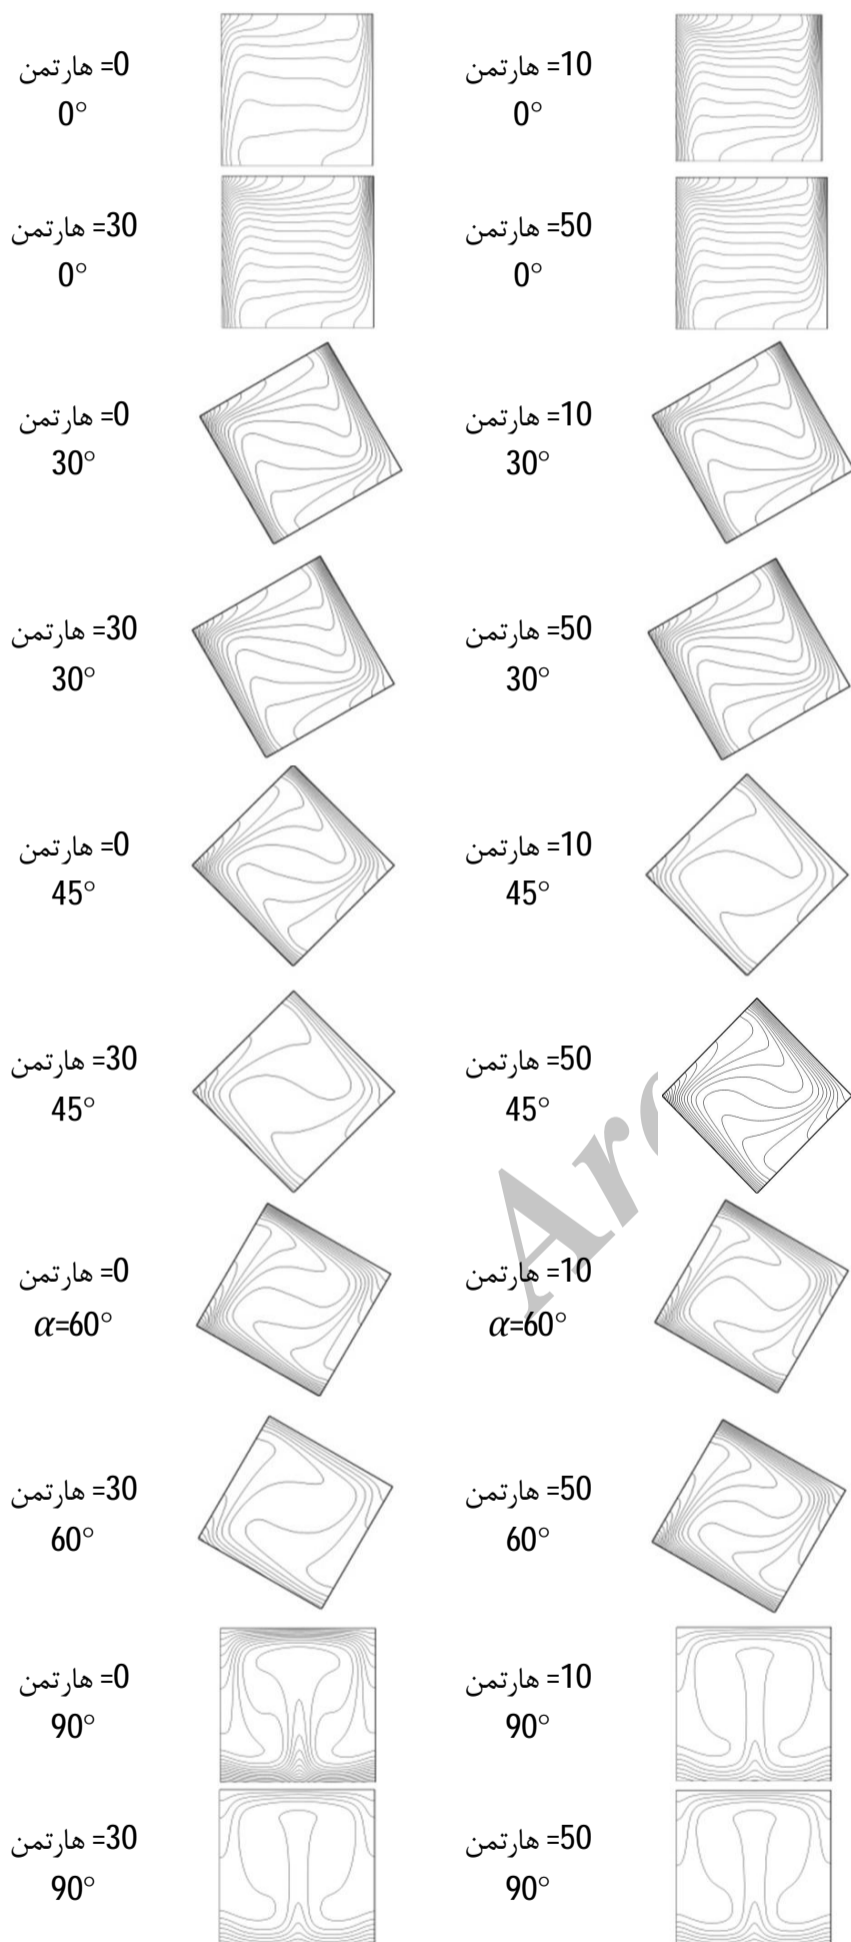 هارتمن =0
0°
هارتمن =10
0°
هارتمن =30
0°
هارتمن =50
0°
هارتمن =0
30°
هارتمن =10
30°
هارتمن =30
30°
هارتمن =50
30°
هارتمن =0
45°
هارتمن =10
45°
هارتمن =30
45°
هارتمن =50
45°
Arc
هارتمن =0
α=60°
هارتمن =10
α=60°
هارتمن =30
60°
هارتمن =50
60°
هارتمن =0
90°
هارتمن =10
90°
هارتمن =30
90°
هارتمن =50
90°